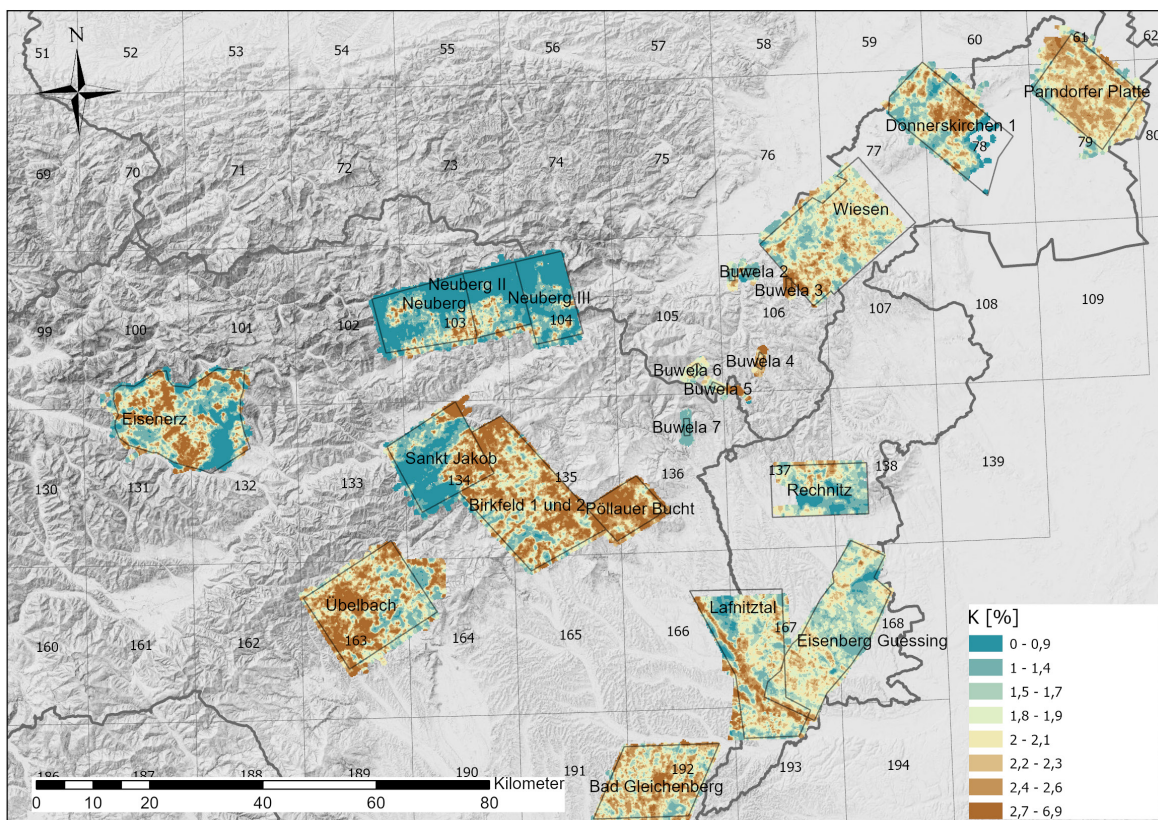 N
51
52
53
54
55
56
57
58
59
60
61
62
Parndorfer Platte
Donnerskirchen 1
69
70
71
72
73
74
75
76
77
78
79
80
Wiesen
Neuberg II
Neuberg
Neuberg III
Buwela 2
Buwela 3
99
100
101
102
103
104
105
106
107
108
109
Buwela 4
Buwela 6
Buwela 5
Buwela 7
Eisenerz
Sankt Jakob
130
131
132
133
134
135
136
137
138
139
Birkfeld 1 und 2
Pöllauer Bucht
Rechnitz
Übelbach
Lafnitztal
Eisenberg Guessing
160
161
162
163
164
165
166
167
168
186
187
188
189
190
191
192
193
194
Bad Gleichenberg
Kilometer
0 5 10 20 40 60 80
K [%]
0 - 0,9
1 - 1,4
1,5 - 1,7
1,8 - 1,9
2 - 2,1
2,2 - 2,3
2,4 - 2,6
2,7 - 6,9